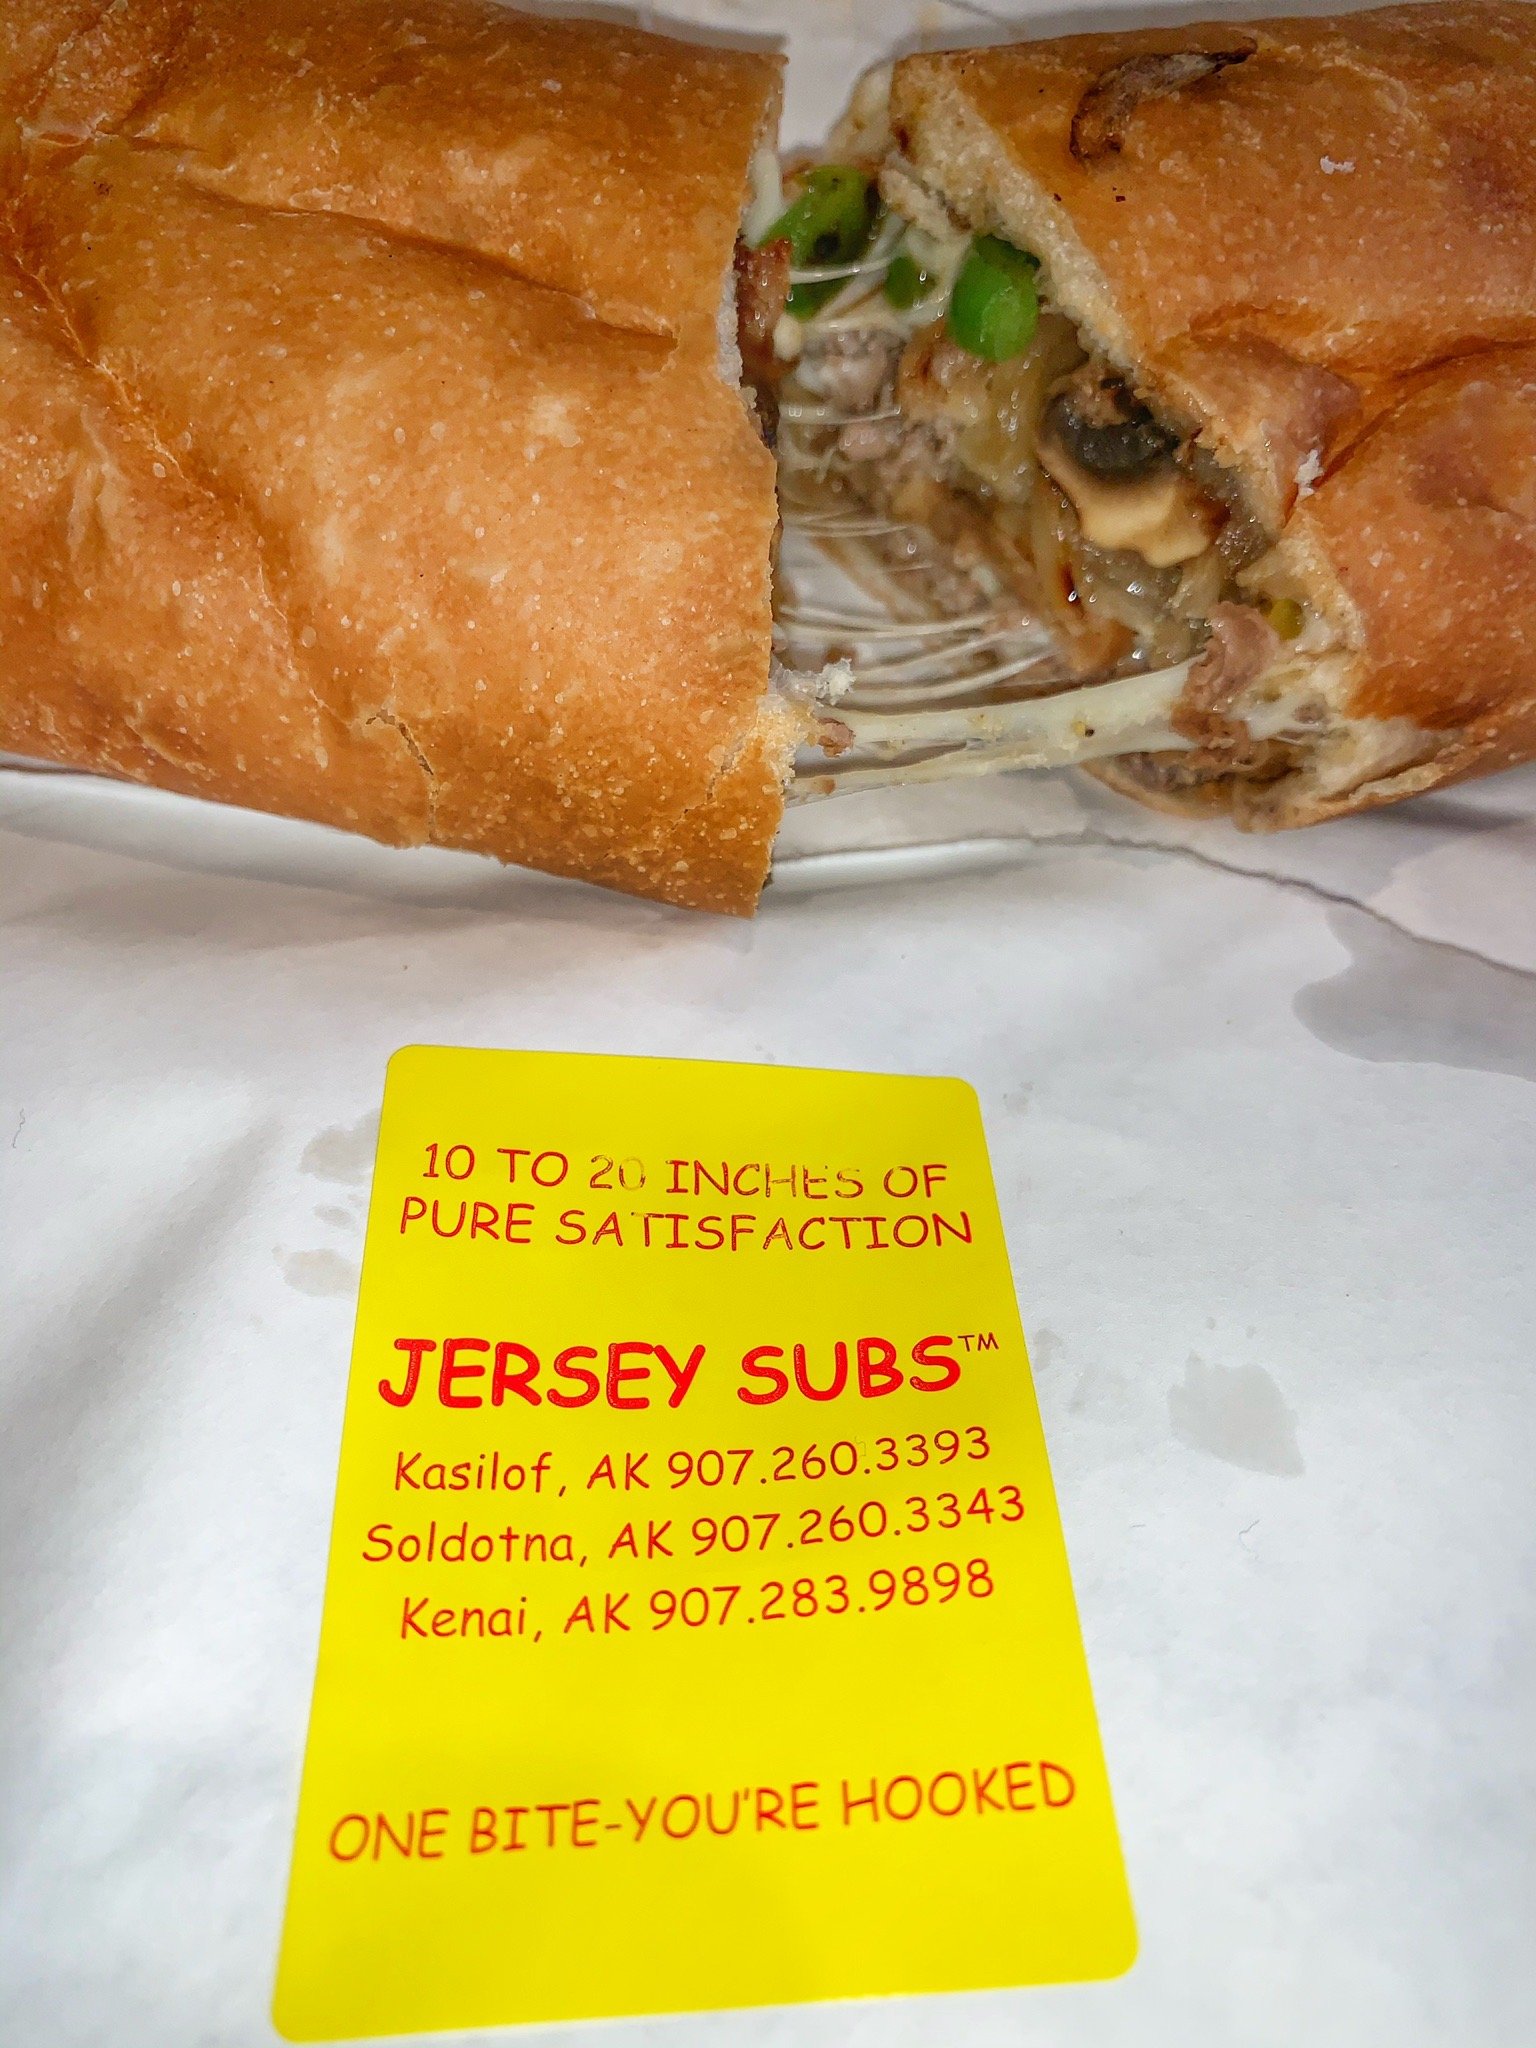 10 TO 20 INCHES OF
PURE SATISFACTION
JERSEY SUBS™
Kasilof, AK 907.260.3393
Soldotna, AK 907.260.3343
Kenai, AK 907.283.9898
ONE BITE-YOU'RE HOOKED